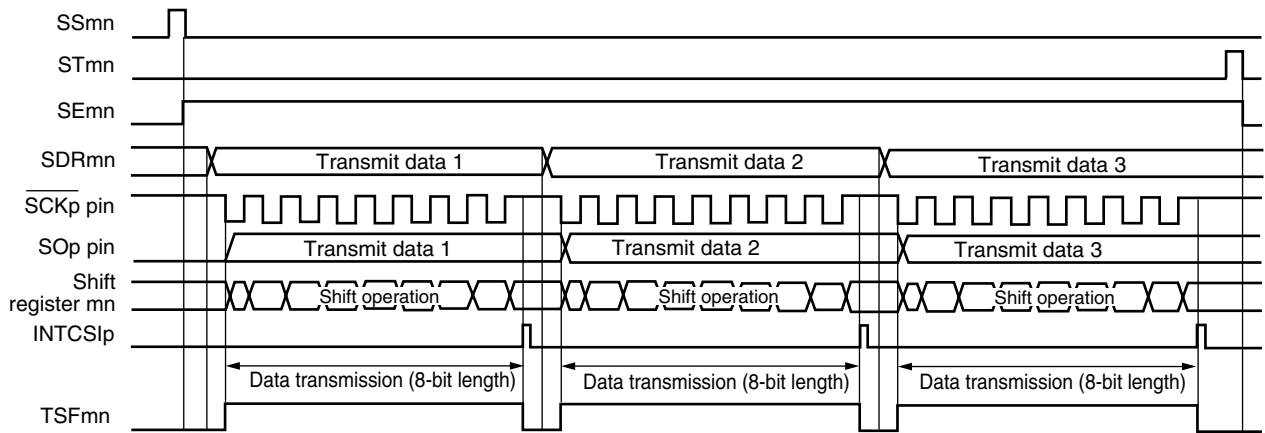 SSmn
STmn
SEmn
SDRmn Transmit data 1 Transmit data 2 Transmit data 3
SCKp pin
SOp pin Transmit data 1 Transmit data 2 Transmit data 3
Shift
register mn Shift operation Shift operation Shift operation
INTCSIp
Data transmission (8-bit length) Data transmission (8-bit length) Data transmission (8-bit length)
TSFmn